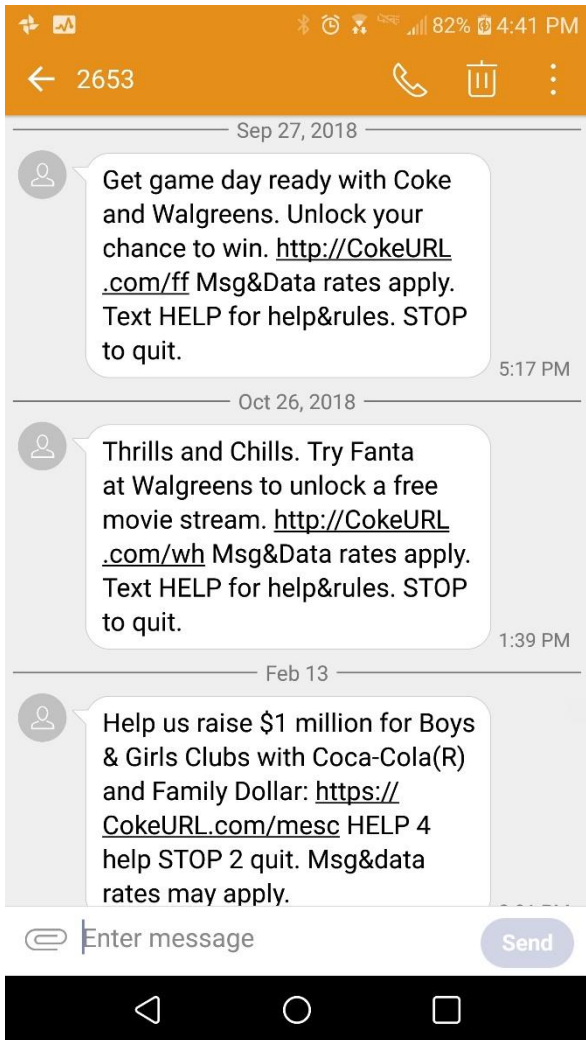 82% 4:41 PM
2653
Sep 27, 2018
Get game day ready with Coke
and Walgreens. Unlock your
chance to win. http://CokeURL
.com/ff Msg&Data rates apply.
Text HELP for help&rules. STOP
to quit.
5:17 PM
Oct 26, 2018
Thrills and Chills. Try Fanta
at Walgreens to unlock a free
movie stream. http://CokeURL
.com/wh Msg&Data rates apply.
Text HELP for help&rules. STOP
to quit.
1:39 PM
Feb 13
Help us raise $1 million for Boys
& Girls Clubs with Coca-Cola(R)
and Family Dollar: https://
CokeURL.com/mesc HELP 4
help STOP 2 quit. Msg&data
rates may apply.
Enter message
Send